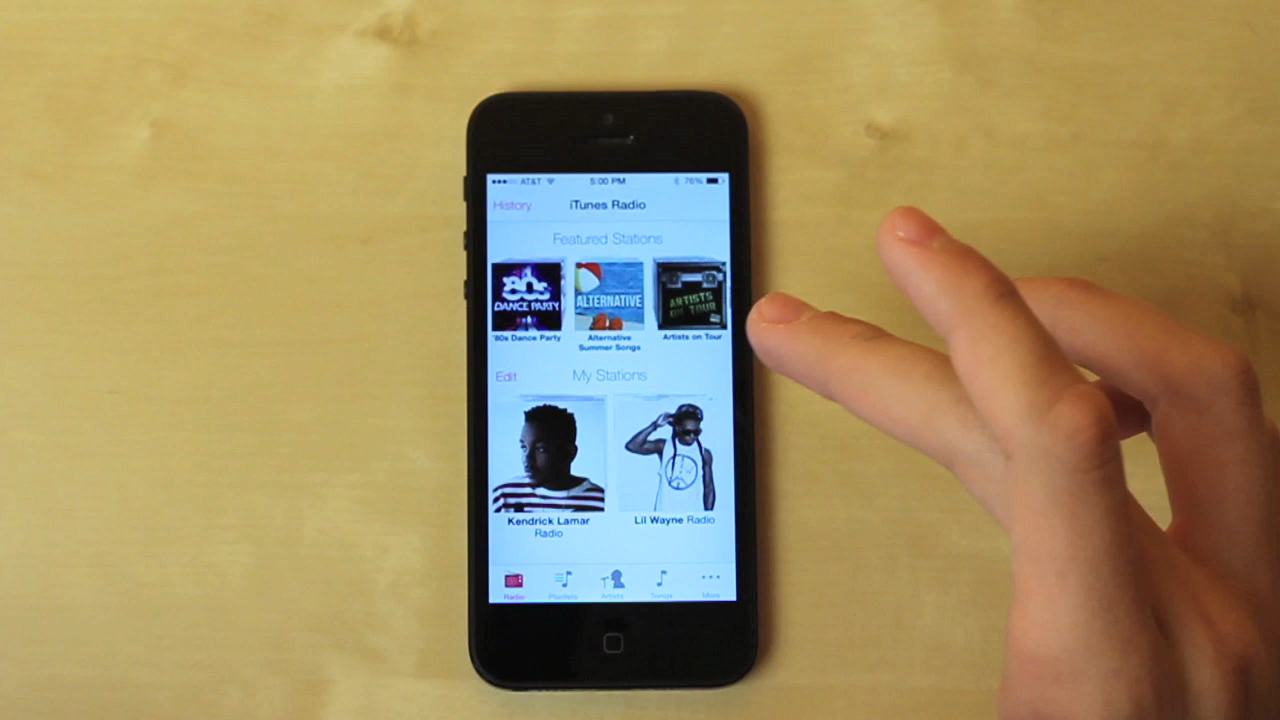 AT&T 5:00 PM 76%
History iTunes Radio
Featured Stations
'80s
DANCE PARTY
ALTERNATIVE
ARTISTS
ON TOUR
'80s Dance Party
Alternative
Summer Songs
Artists on Tour
Edit My Stations
Kendrick Lamar
Radio
Lil Wayne Radio
Radio Playlists Artists Songs More